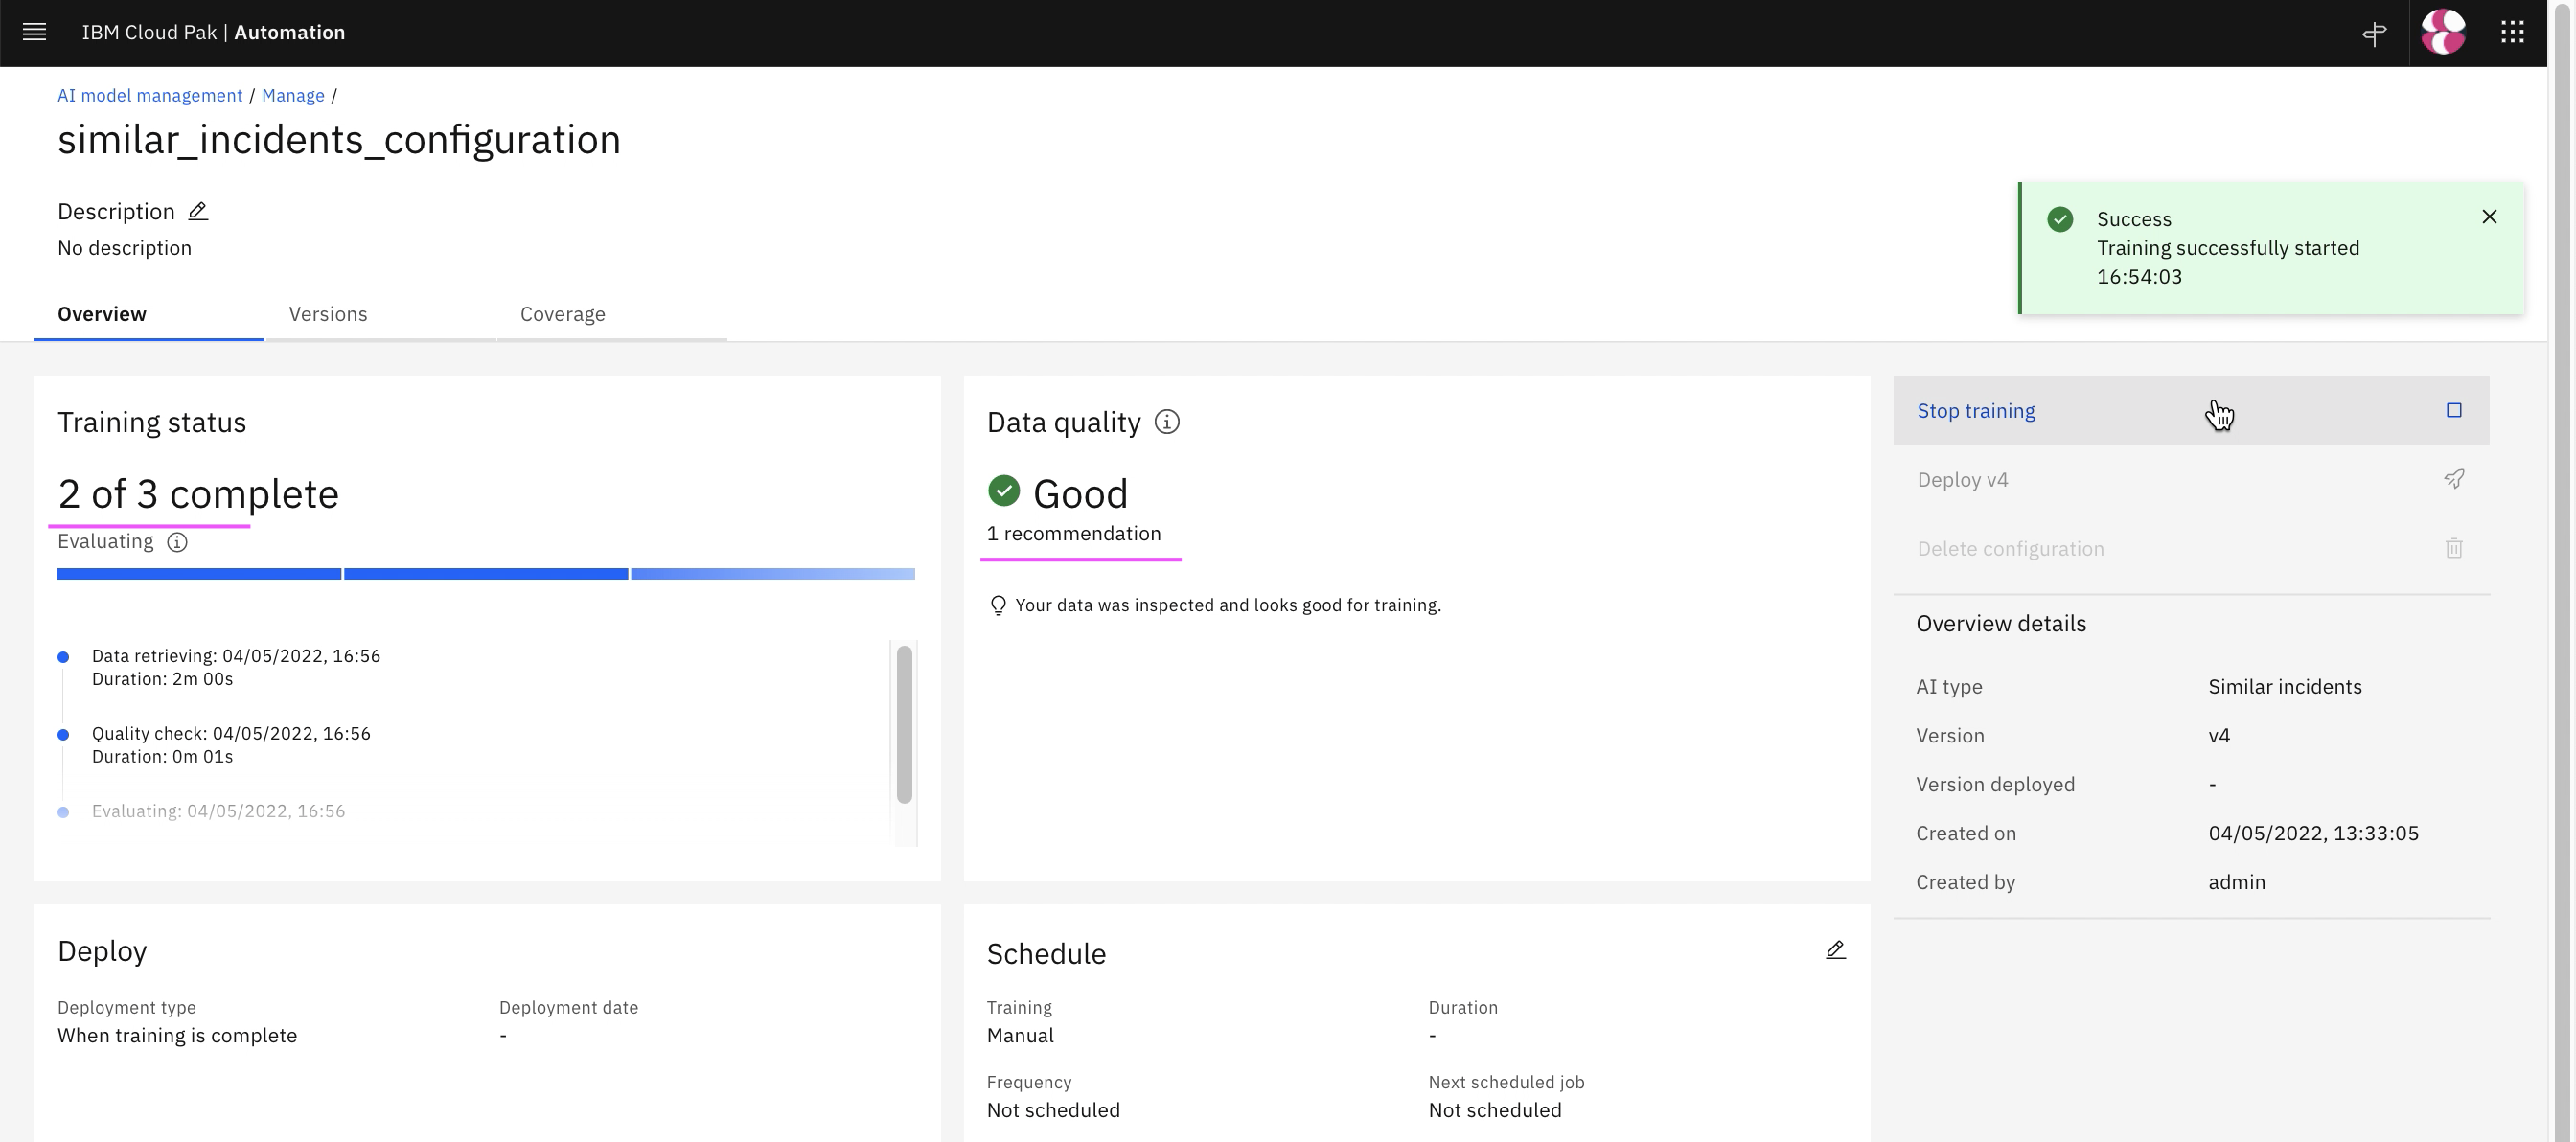 IBM Cloud Pak | Automation
AI model management / Manage /
similar_incidents_configuration
Description
No description
Success
Training successfully started
16:54:03
Overview
Versions
Coverage
Training status
2 of 3 complete
Evaluating
Data retrieving: 04/05/2022, 16:56
Duration: 2m 00s
Quality check: 04/05/2022, 16:56
Duration: 0m 01s
Evaluating: 04/05/2022, 16:56
Data quality
Good
1 recommendation
Your data was inspected and looks good for training.
Stop training
Deploy v4
Delete configuration
Overview details
AI type
Similar incidents
Version
v4
Version deployed
-
Created on
04/05/2022, 13:33:05
Created by
admin
Deploy
Deployment type
When training is complete
Deployment date
-
Schedule
Training
Manual
Duration
-
Frequency
Not scheduled
Next scheduled job
Not scheduled